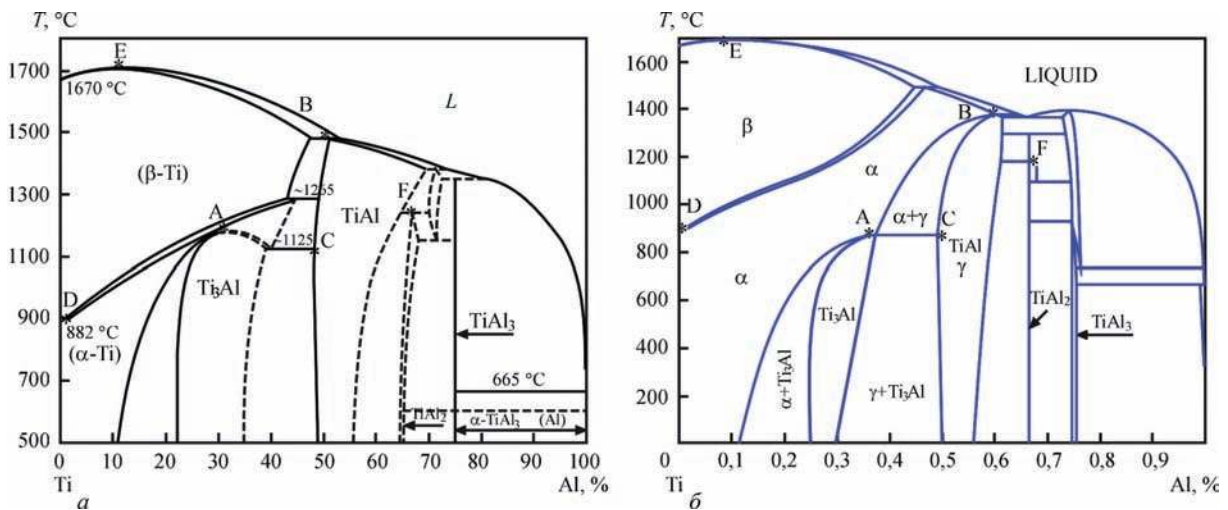 T, °C
E
1700
1670 °C
B
L
1500
(β-Ti)
1300
~1265
A
F
TiAl
~1125
C
1100
Ti₃Al
D
900
882 °C
TiAl₃
(α-Ti)
700
665 °C
TiAl₂
α-TiAl₃
(Al)
500
0 10 20 30 40 50 60 70 80 90 100
Ti
Al, %
а
T, °C
1600
E
LIQUID
1400
B
β
1200
F
α
1000
D
A
α+γ
C
800
TiAl
γ
α
600
TiAl₂
TiAl₃
Ti₃Al
400
α+Ti₃Al
γ+Ti₃Al
200
0 0,1 0,2 0,3 0,4 0,5 0,6 0,7 0,8 0,9
Ti
Al, %
б